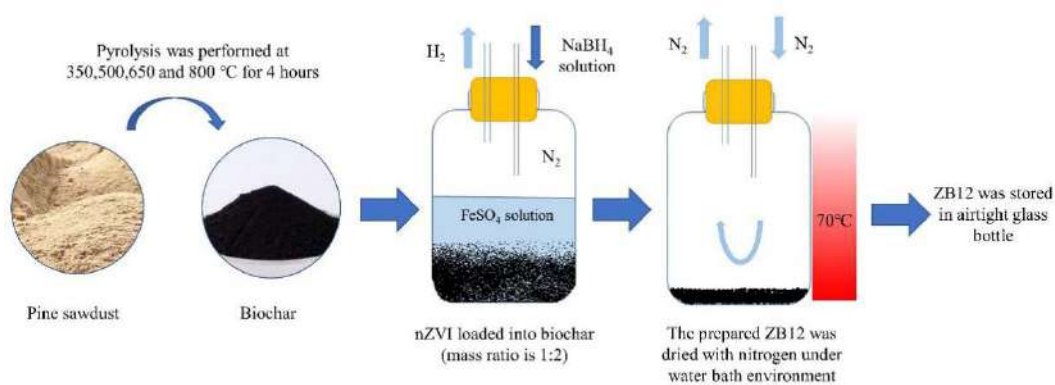 Pyrolysis was performed at
350,500,650 and 800 ℃ for 4 hours
Pine sawdust
Biochar
H₂
NaBH₄
solution
N₂
FeSO₄ solution
nZVI loaded into biochar
(mass ratio is 1:2)
N₂
N₂
70℃
The prepared ZB12 was
dried with nitrogen under
water bath environment
ZB12 was stored
in airtight glass
bottle